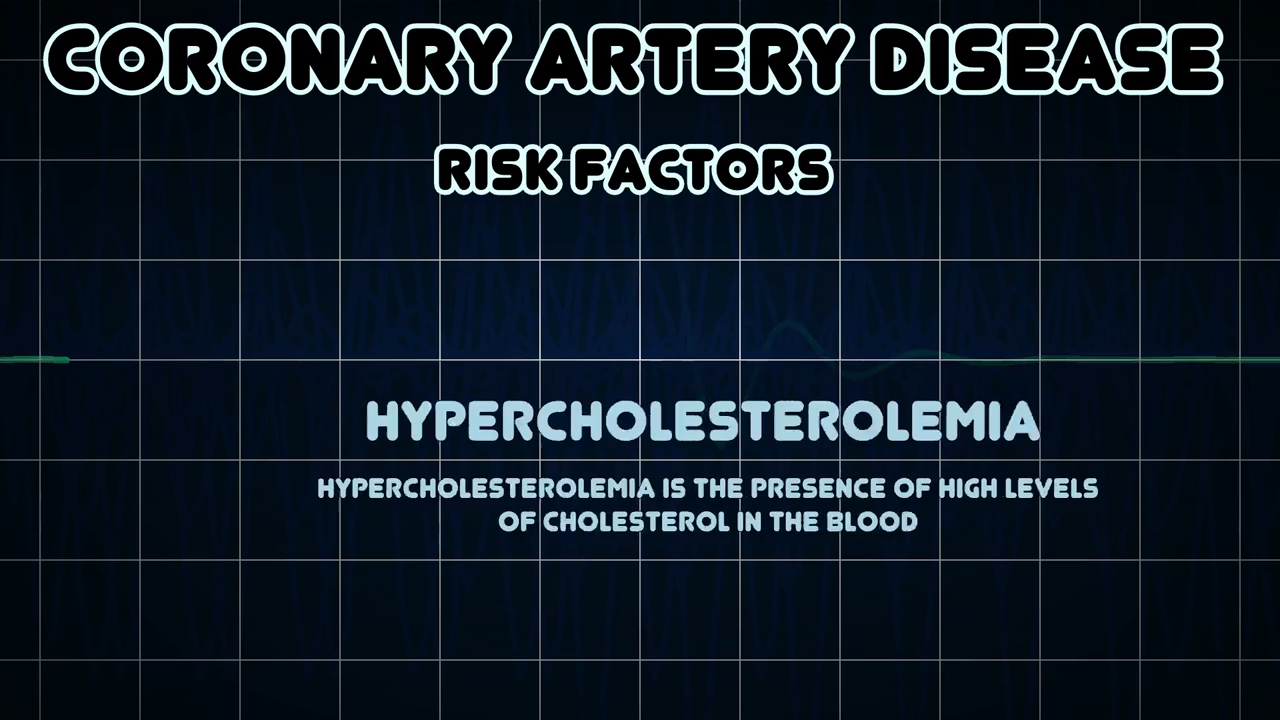 CORONARY ARTERY DISEASE
RISK FACTORS
HYPERCHOLESTEROLEMIA
HYPERCHOLESTEROLEMIA IS THE PRESENCE OF HIGH LEVELS
OF CHOLESTEROL IN THE BLOOD